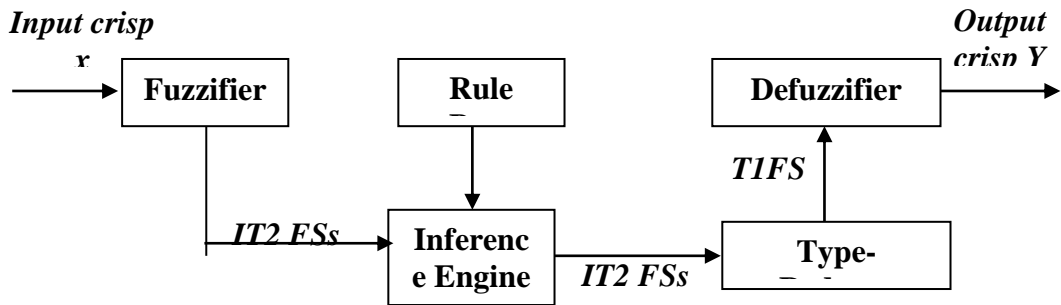 Input crisp
x
Fuzzifier
Rule
Defuzzifier
Output
crisp Y
T1FS
IT2 FSs
Inferenc
e Engine
IT2 FSs
Type-